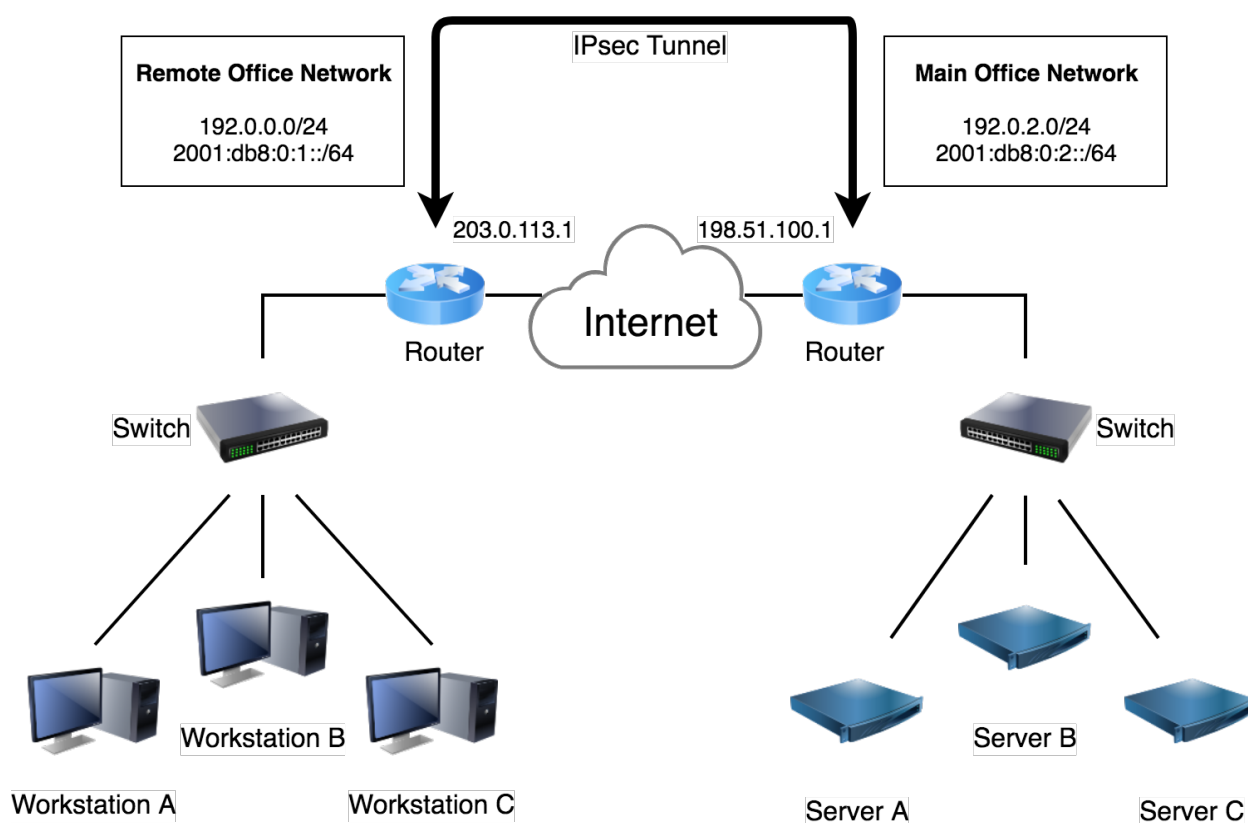 IPsec Tunnel
Remote Office Network
192.0.0.0/24
2001:db8:0:1::/64
Main Office Network
192.0.2.0/24
2001:db8:0:2::/64
203.0.113.1
198.51.100.1
Internet
Router
Router
Switch
Switch
Workstation B
Server B
Workstation A
Workstation C
Server A
Server C